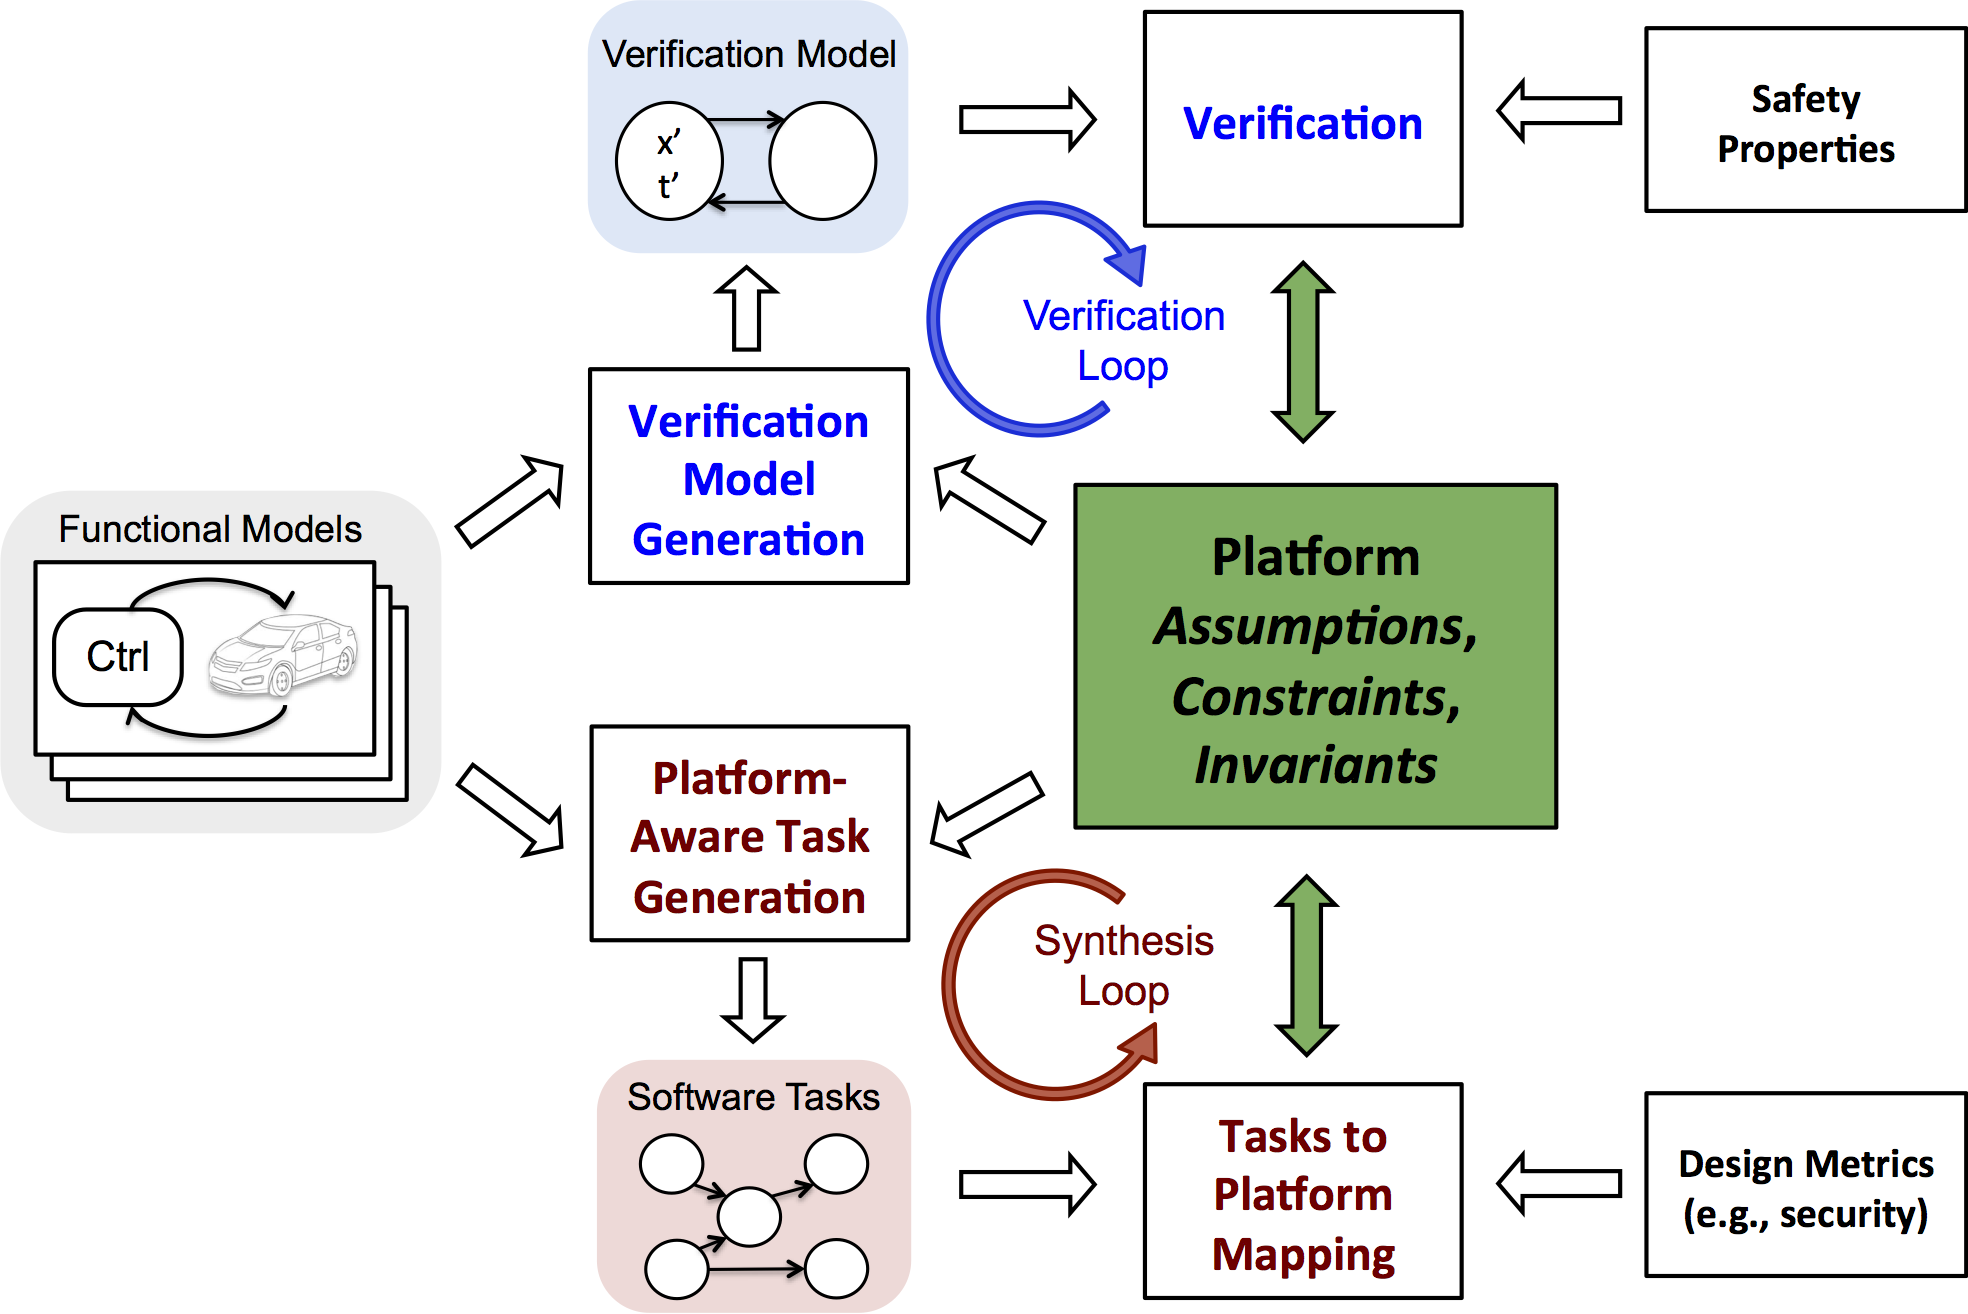 Verification Model
x’
t’
Verification
Safety
Properties
Verification
Loop
Verification
Model
Generation
Functional Models
Ctrl
Platform
Assumptions,
Constraints,
Invariants
Platform-
Aware Task
Generation
Synthesis
Loop
Software Tasks
Tasks to
Platform
Mapping
Design Metrics
(e.g., security)